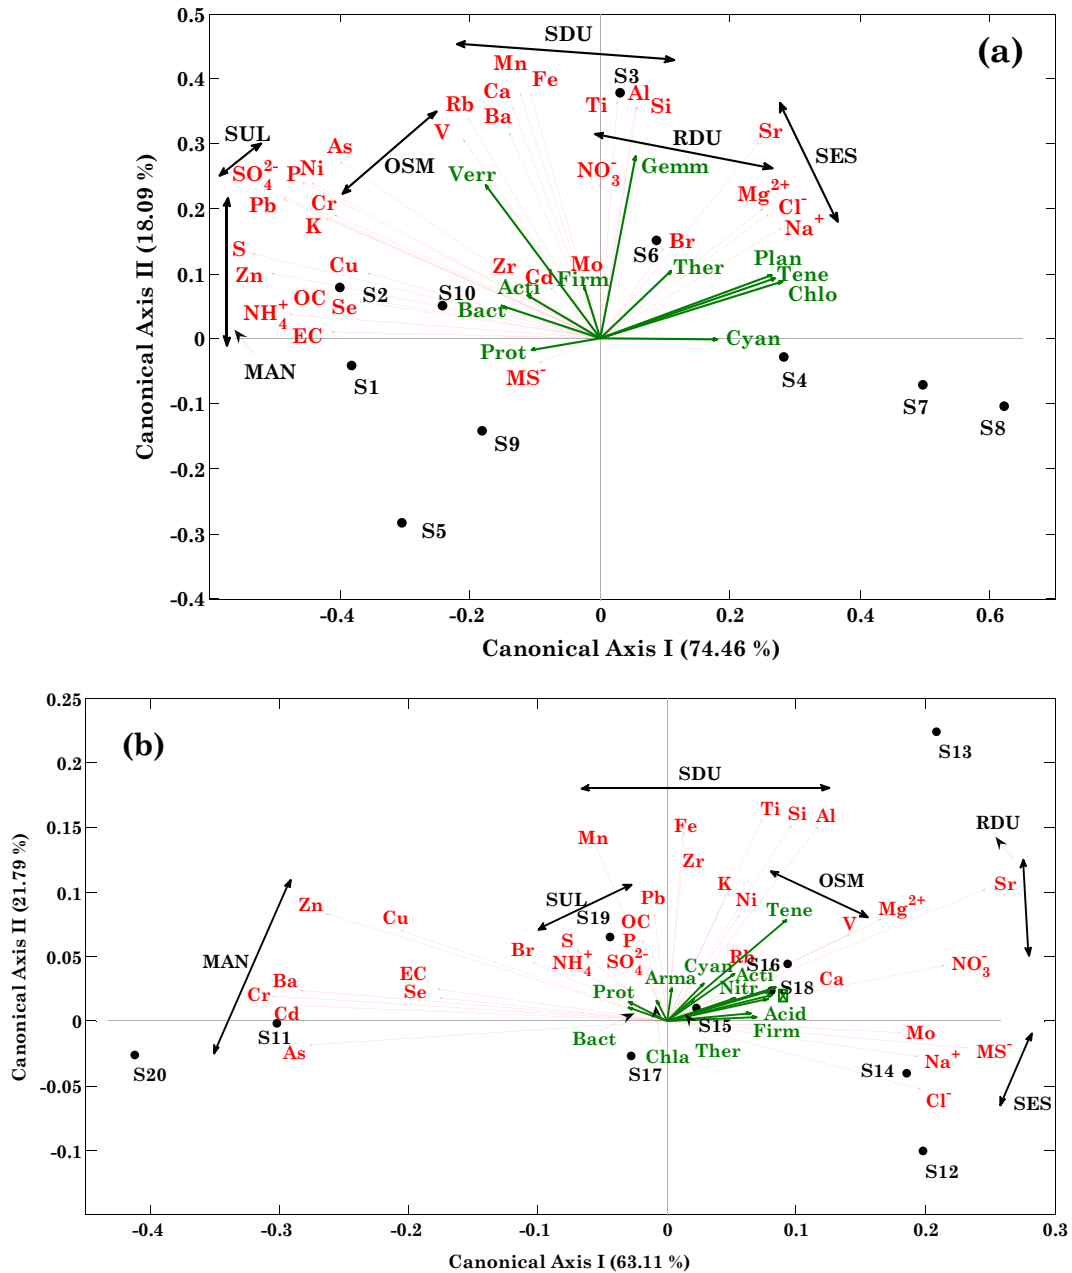 0.5
SDU
(a)
Mn
Fe
S3
0.4
Ca
Al
Rb
Ti
Si
Ba
SUL
V
Sr
0.3
As
OSM
RDU
SES
SO₄²⁻
P
Ni
Verr
NO₃⁻
Gemm
Mg²⁺
0.2
Pb
Cr
Cl⁻
K
Na⁺
S
S6
Br
Plan
0.1
Zn
Cu
Zr
Mo
Ther
Tene
Cd
Firm
S2
S10
Acti
Chlo
OC
Se
Bact
NH₄⁺
0
EC
Prot
Cyan
MAN
S1
MS⁻
S4
-0.1
S7
S8
S9
-0.2
-0.3
S5
-0.4
-0.4
-0.2
0
0.2
0.4
0.6
Canonical Axis I (74.46 %)
Canonical Axis II (18.09 %)
0.25
(b)
S13
0.2
SDU
RDU
0.15
Ti
Si
Al
Mn
Fe
Zr
0.1
SUL
Pb
K
Ni
OSM
Sr
Zn
Cu
S19
OC
Tene
V
Mg²⁺
MAN
Br
S
P
0.05
NH₄⁺
SO₄²⁻
Rb
S16
NO₃⁻
Ba
EC
Arma
Cyan
Acti
Ca
Cr
Se
Prot
Nitr
S18
Cd
Acid
0
S11
S15
Firm
Mo
As
Bact
Chla
Ther
Na⁺
MS⁻
S20
S17
S14
-0.05
Cl⁻
SES
-0.1
S12
-0.4
-0.3
-0.2
-0.1
0
0.1
0.2
0.3
Canonical Axis I (63.11 %)
Canonical Axis II (21.79 %)